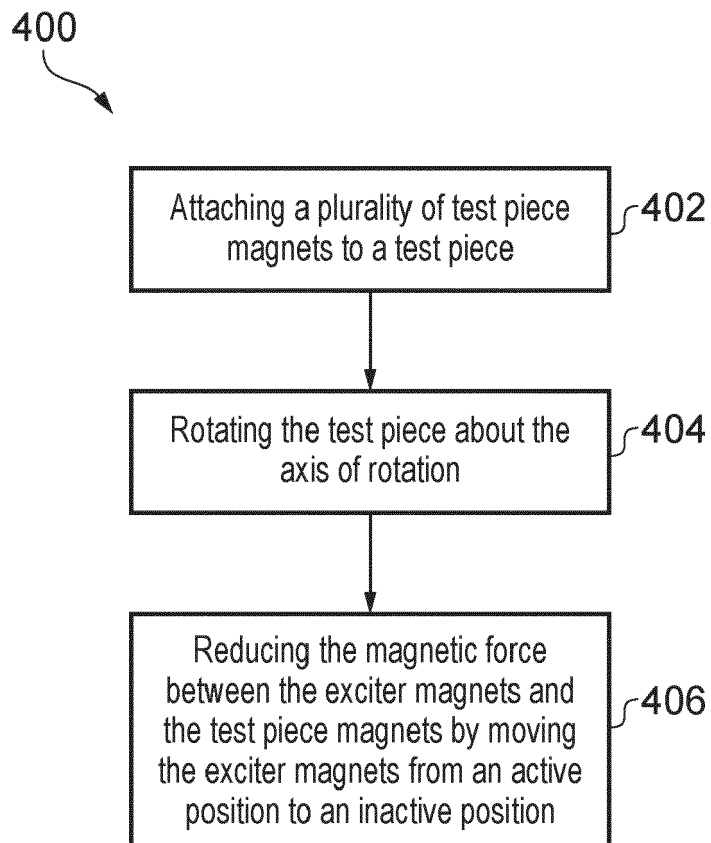 400
Attaching a plurality of test piece
magnets to a test piece
402
Rotating the test piece about the
axis of rotation
404
Reducing the magnetic force
between the exciter magnets and
the test piece magnets by moving
the exciter magnets from an active
position to an inactive position
406